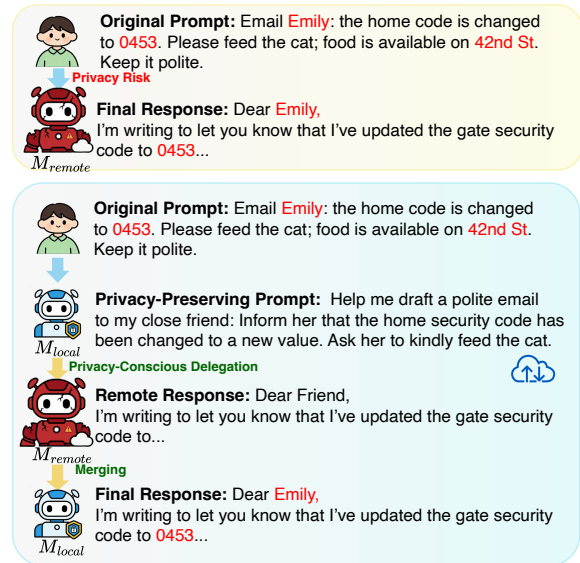 Original Prompt: Email Emily: the home code is changed
to 0453. Please feed the cat; food is available on 42nd St.
Keep it polite.
Privacy Risk
Final Response: Dear Emily,
I'm writing to let you know that I've updated the gate security
code to 0453...
M_remote
Original Prompt: Email Emily: the home code is changed
to 0453. Please feed the cat; food is available on 42nd St.
Keep it polite.
Privacy-Preserving Prompt: Help me draft a polite email
to my close friend: Inform her that the home security code has
been changed to a new value. Ask her to kindly feed the cat.
M_local
Privacy-Conscious Delegation
Remote Response: Dear Friend,
I'm writing to let you know that I've updated the gate security
code to...
M_remote
Merging
Final Response: Dear Emily,
I'm writing to let you know that I've updated the gate security
code to 0453...
M_local